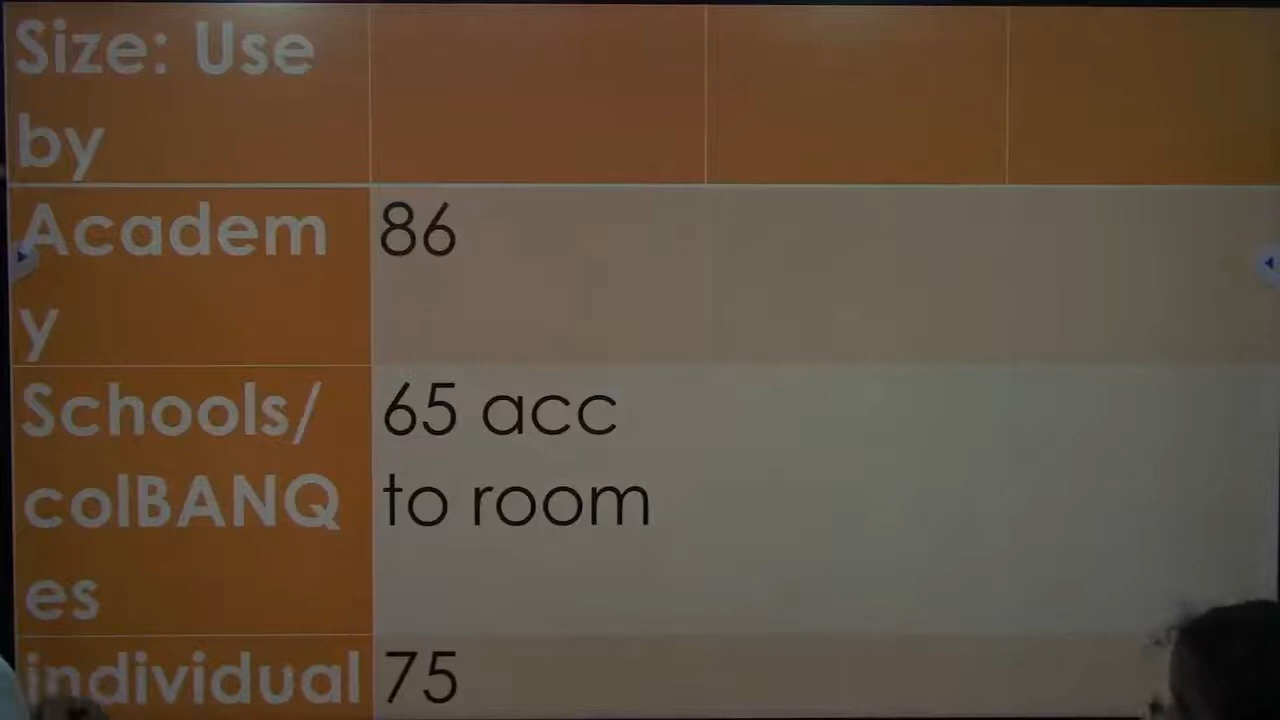 Size: Use
by
Academ 86
y
Schools/ 65 acc
colBANQ to room
es
individual 75